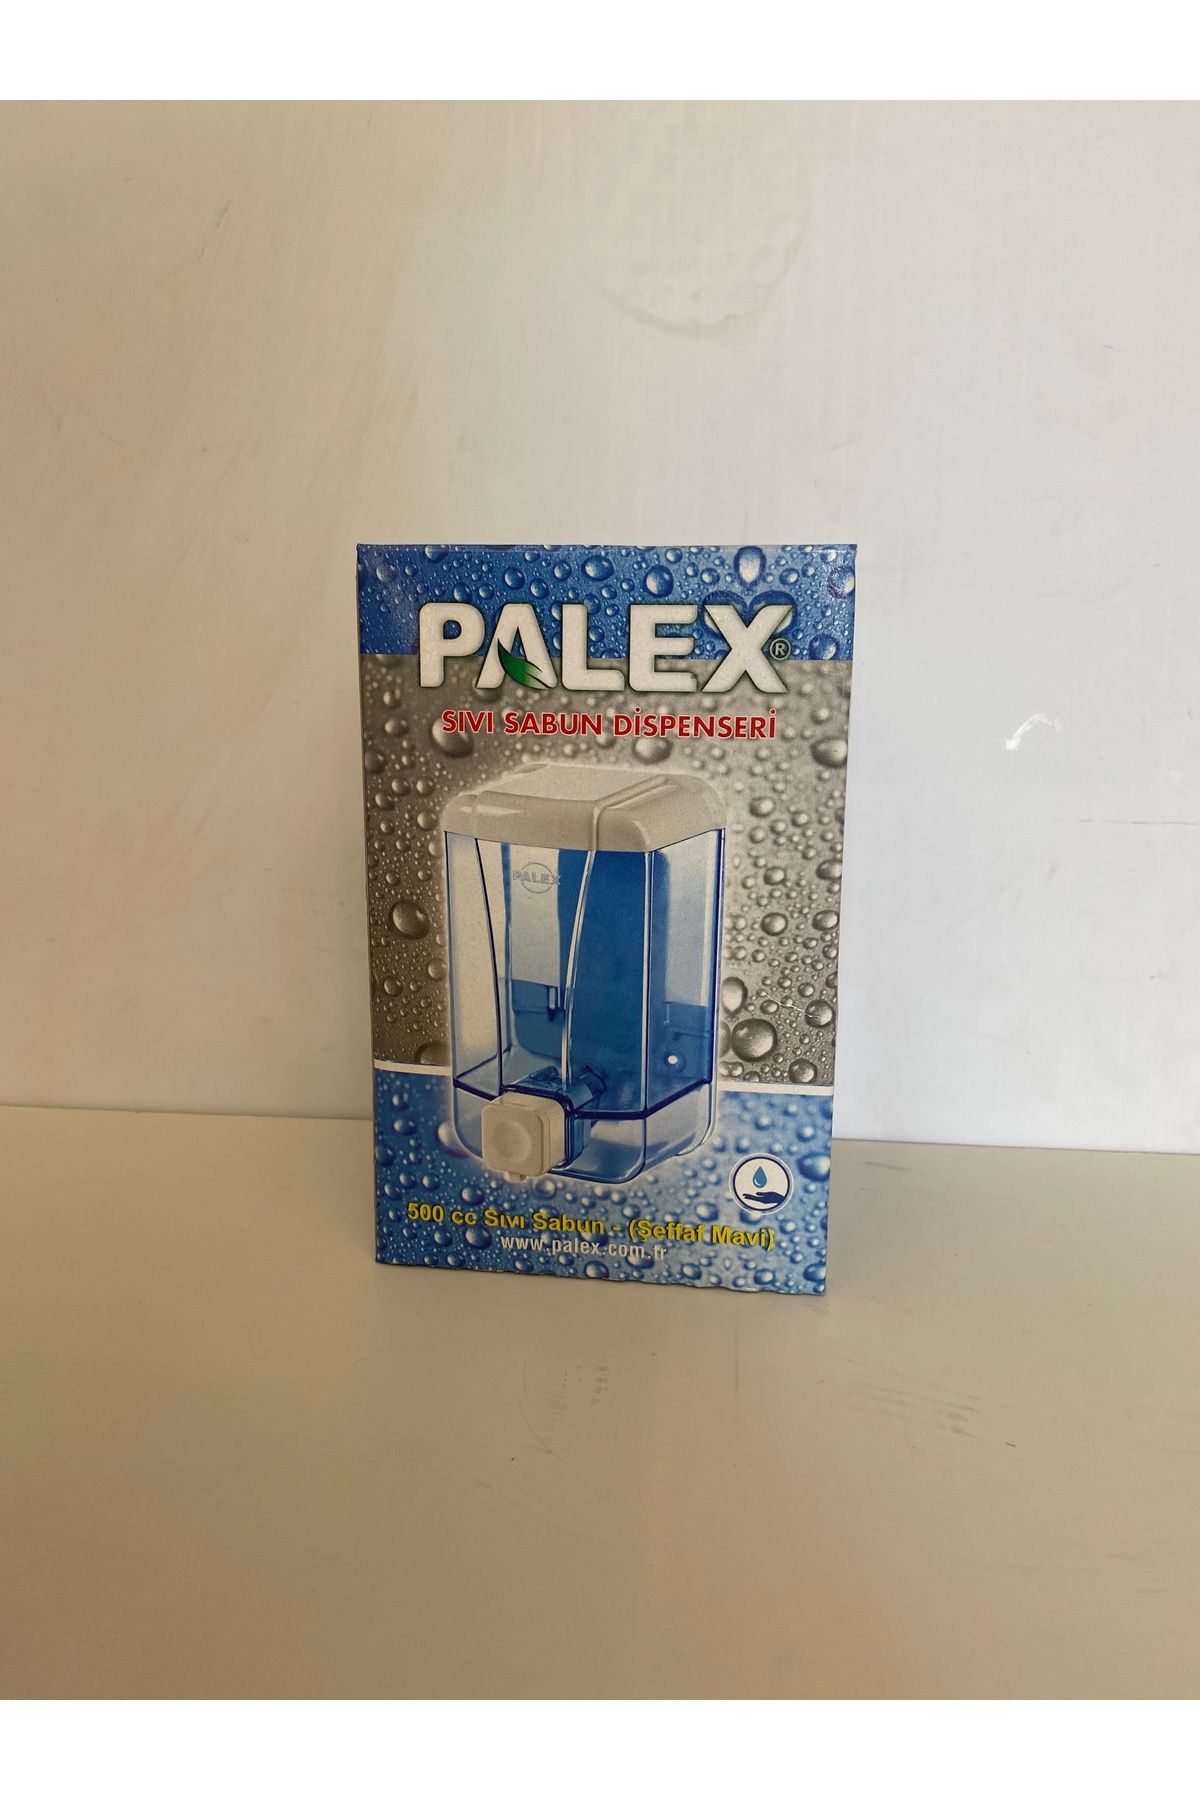 PALEX®
SIVI SABUN DİSPENSERİ
PALEX
500 cc Sıvı Sabun - (Şeffaf Mavi)
www.palex.com.tr